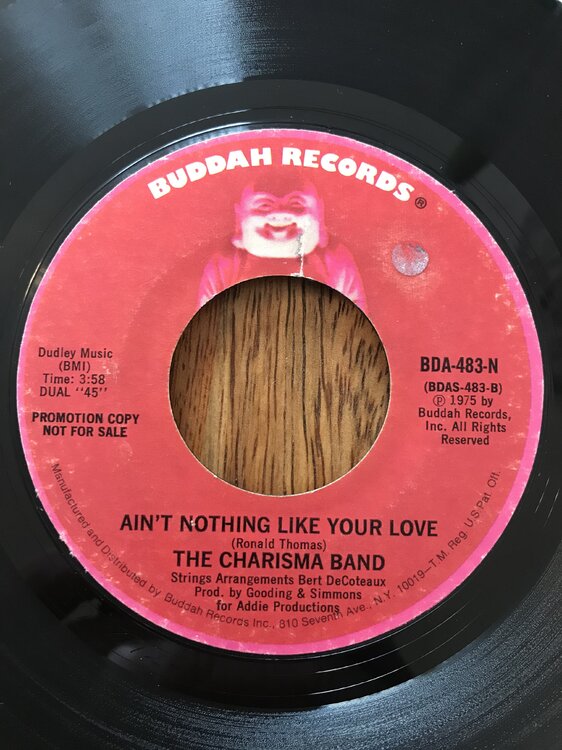 BUDDAH RECORDS®
Dudley Music
(BMI)
Time: 3:58
DUAL "45"
PROMOTION COPY
NOT FOR SALE
BDA-483-N
(BDAS-483-B)
℗ 1975 by
Buddah Records,
Inc. All Rights
Reserved
AIN'T NOTHING LIKE YOUR LOVE
(Ronald Thomas)
THE CHARISMA BAND
Strings Arrangements Bert DeCoteaux
Prod. by Gooding & Simmons
for Addie Productions
Manufactured and Distributed by Buddah Records Inc., 810 Seventh Ave., N.Y. 10019—T.M. Reg. U.S. Pat. Off.